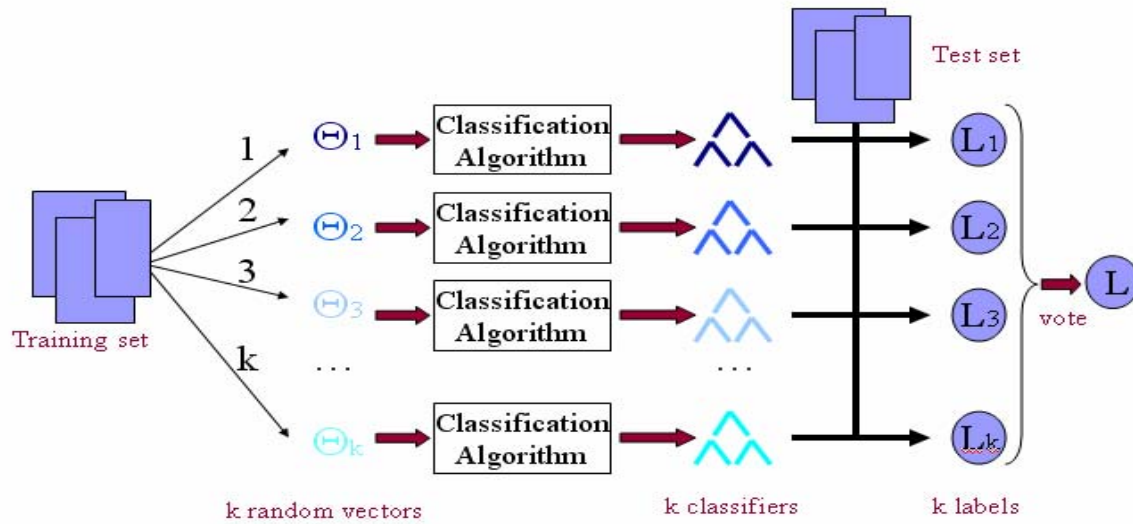 Test set
1
Θ1
Classification
Algorithm
L1
2
Θ2
Classification
Algorithm
L2
3
Θ3
Classification
Algorithm
L3
Training set
k
...
...
vote
L
Θk
Classification
Algorithm
Lk
k random vectors
k classifiers
k labels